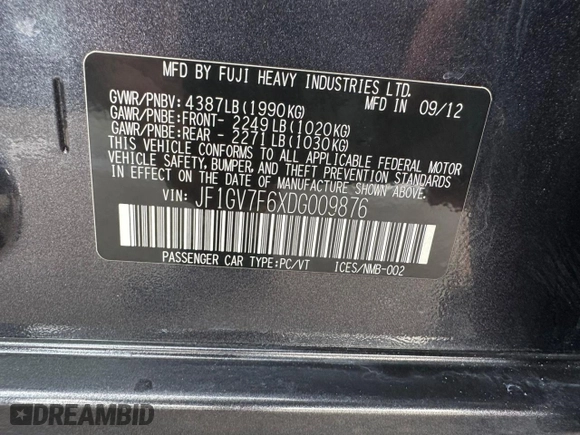 MFD BY FUJI HEAVY INDUSTRIES LTD.
GVWR/PNBV: 4387LB(1990KG) MFD IN 09/12
GAWR/PNBE:FRONT- 2249LB(1020KG)
GAWR/PNBE:REAR - 2271LB(1030KG)
THIS VEHICLE CONFORMS TO ALL APPLICABLE FEDERAL MOTOR
VEHICLE SAFETY, BUMPER, AND THEFT PREVENTION STANDARDS
IN EFFECT ON THE DATE OF MANUFACTURE SHOWN ABOVE.
VIN: JF1GV7F6XDG009876
PASSENGER CAR TYPE:PC/VT ICES/NMB-002
DREAMBID